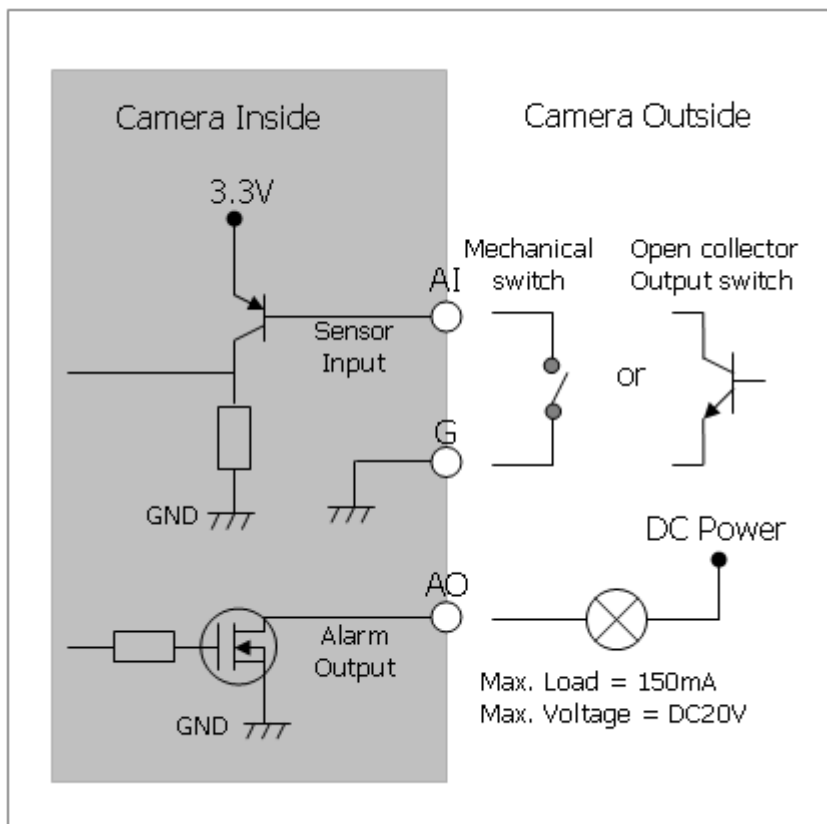 Camera Inside
Camera Outside
3.3V
Mechanical
switch
Open collector
Output switch
AI
Sensor
Input
or
G
GND
DC Power
AO
Alarm
Output
Max. Load = 150mA
Max. Voltage = DC20V
GND